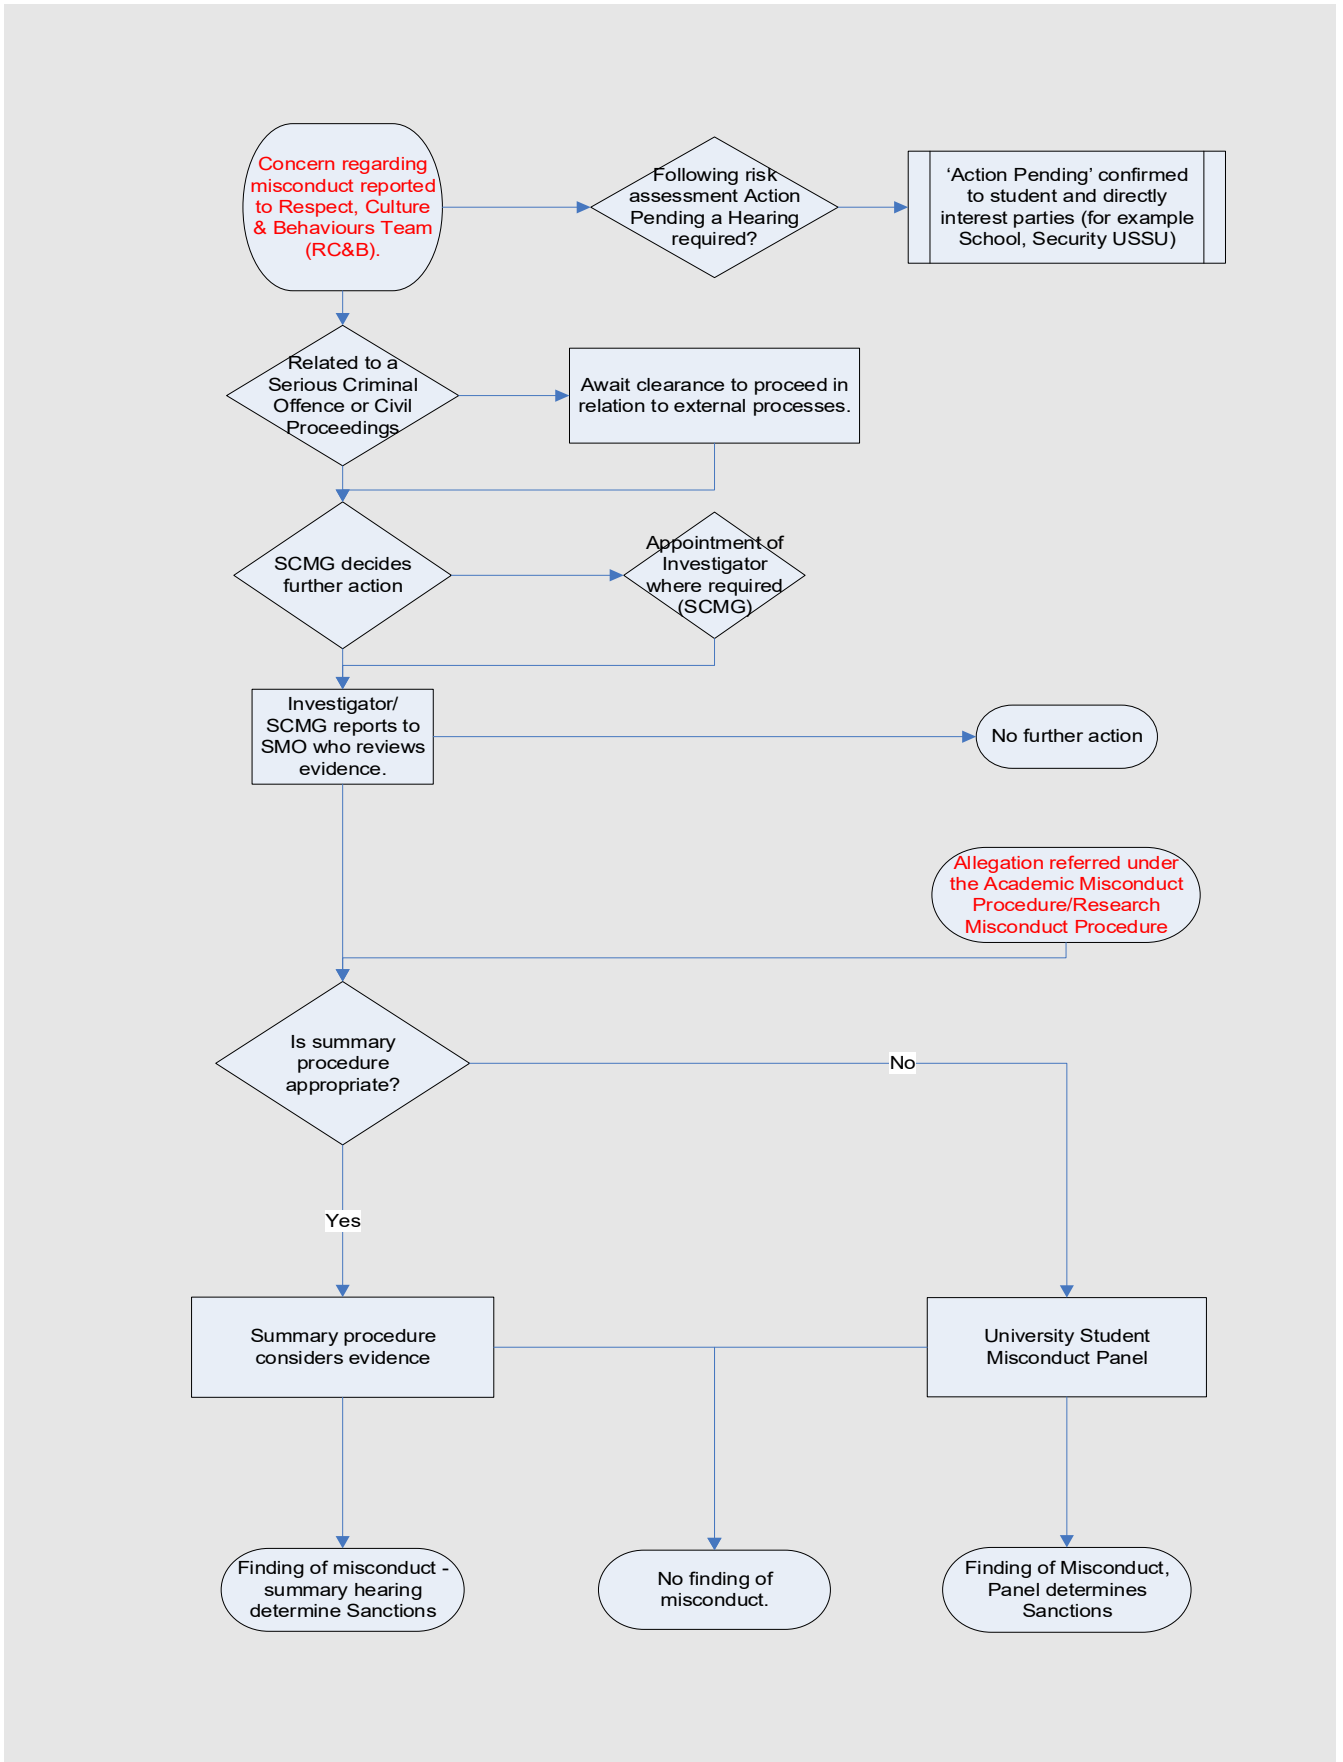 Concern regarding
misconduct reported
to Respect, Culture
& Behaviours Team
(RC&B).
Following risk
assessment Action
Pending a Hearing
required?
‘Action Pending’ confirmed
to student and directly
interest parties (for example
School, Security USSU)
Related to a
Serious Criminal
Offence or Civil
Proceedings
Await clearance to proceed in
relation to external processes.
SCMG decides
further action
Appointment of
Investigator
where required
(SCMG)
Investigator/
SCMG reports to
SMO who reviews
evidence.
No further action
Allegation referred under
the Academic Misconduct
Procedure/Research
Misconduct Procedure
Is summary
procedure
appropriate?
No
Yes
Summary procedure
considers evidence
University Student
Misconduct Panel
Finding of misconduct -
summary hearing
determine Sanctions
No finding of
misconduct.
Finding of Misconduct,
Panel determines
Sanctions